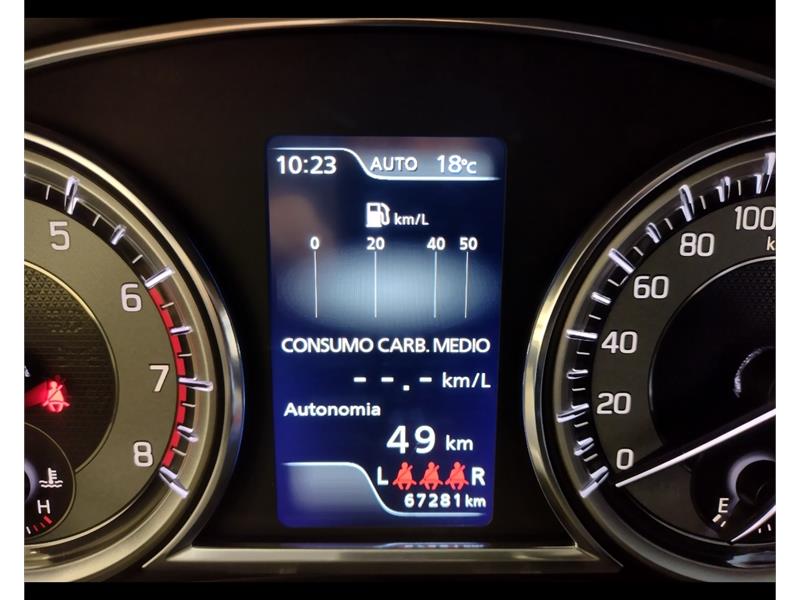 10:23 AUTO 18°C
km/L
0 20 40 50
CONSUMO CARB. MEDIO
--.- km/L
Autonomia
49 km
L R
67281 km
5
6
7
8
H
100
80
60
40
20
0
E